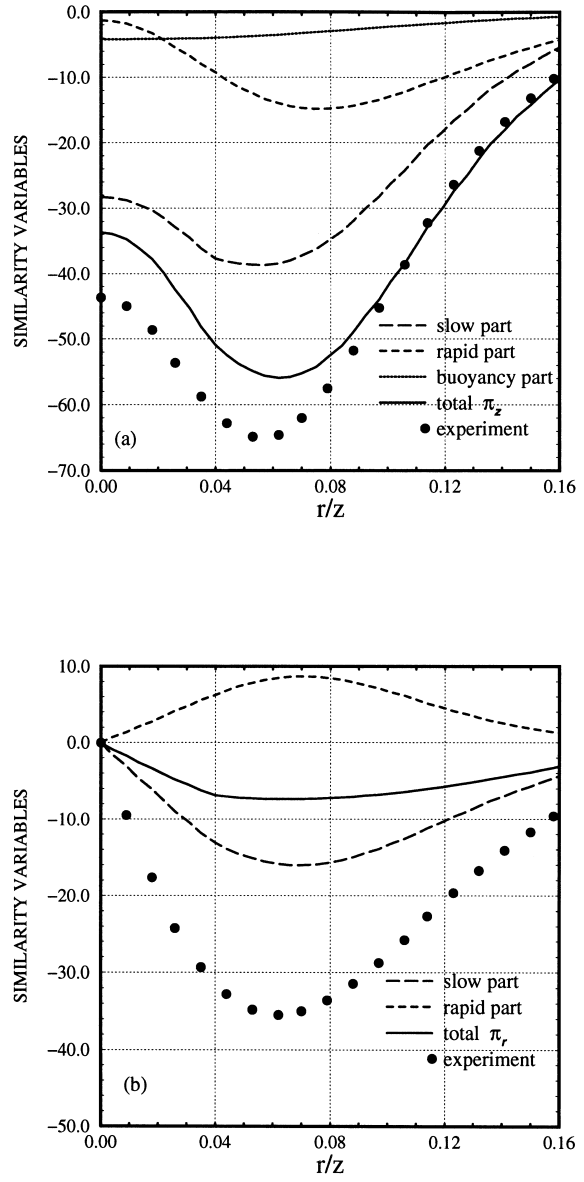 0.0
−10.0
−20.0
−30.0
−40.0
−50.0
−60.0
−70.0
SIMILARITY VARIABLES
slow part
rapid part
buoyancy part
total π_z
experiment
(a)
0.00 0.04 0.08 0.12 0.16
r/z
10.0
0.0
−10.0
−20.0
−30.0
−40.0
−50.0
SIMILARITY VARIABLES
slow part
rapid part
total π_r
experiment
(b)
0.00 0.04 0.08 0.12 0.16
r/z